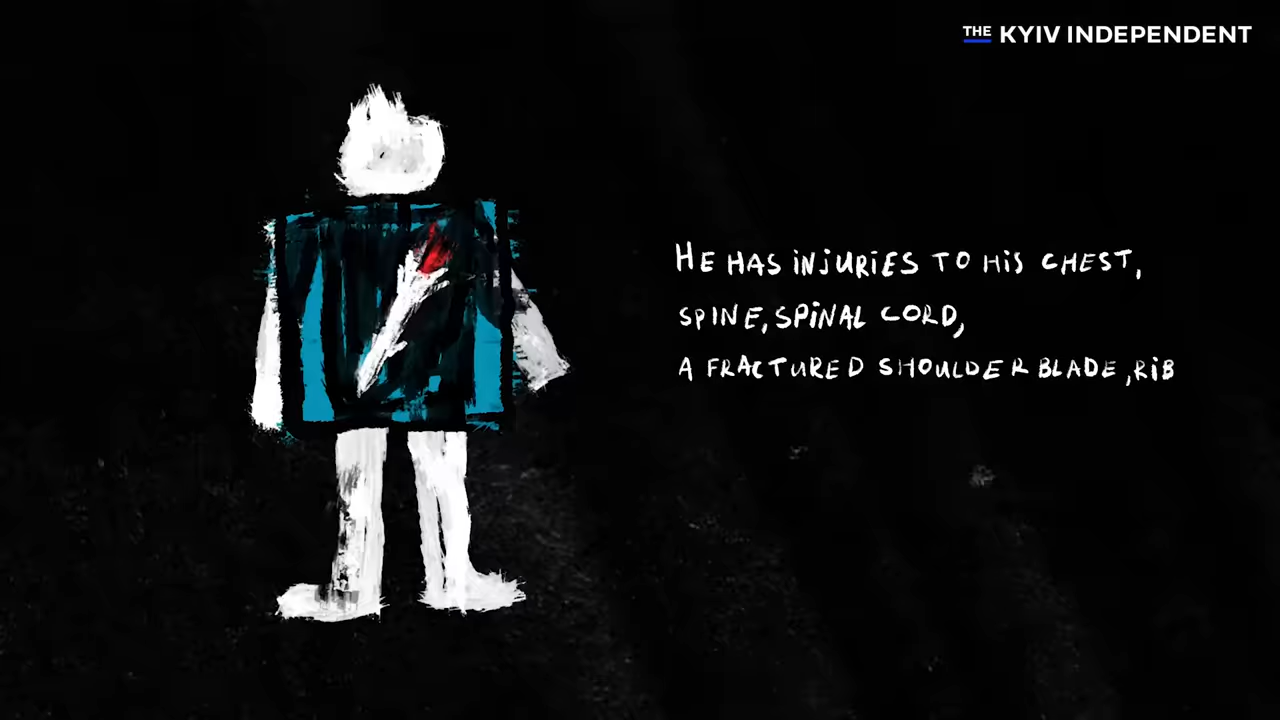 THE KYIV INDEPENDENT
HE HAS INJURIES TO HIS CHEST,
SPINE, SPINAL CORD,
A FRACTURED SHOULDER BLADE, RIB